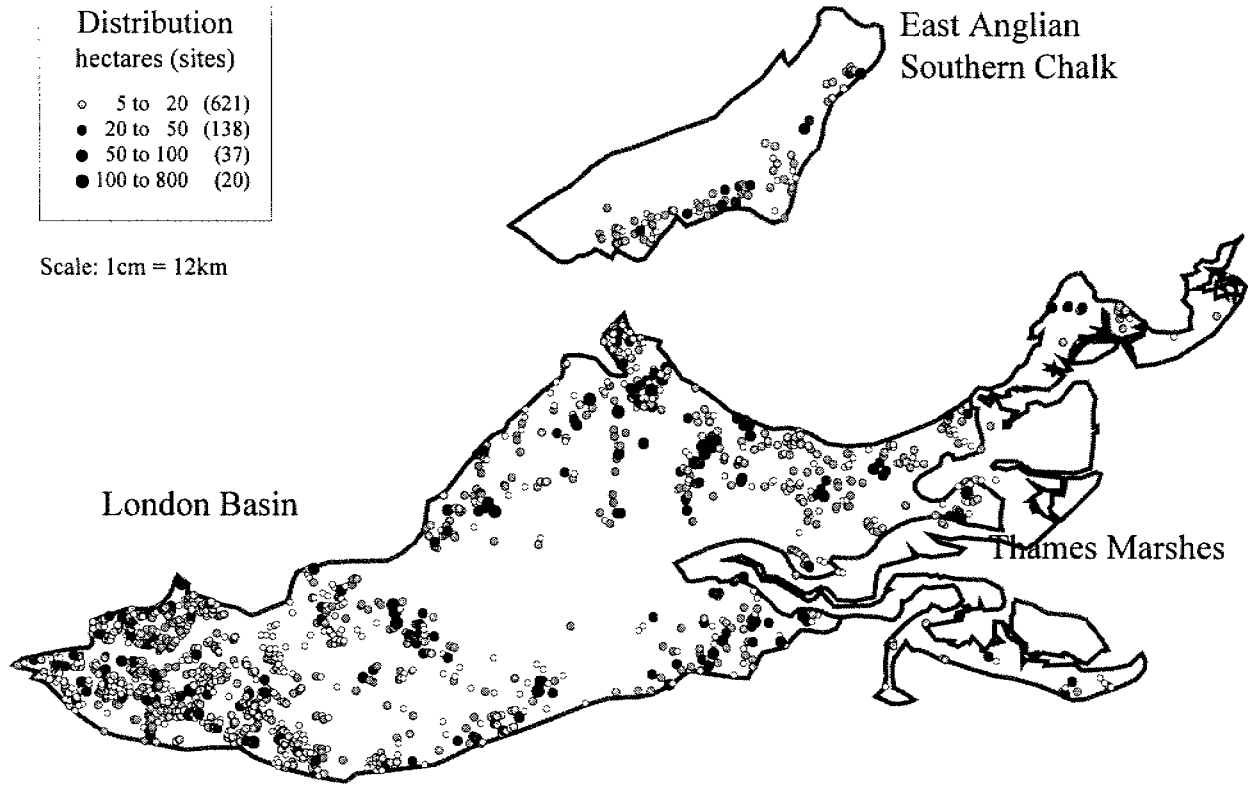 Distribution
hectares (sites)
5 to 20 (621)
20 to 50 (138)
50 to 100 (37)
100 to 800 (20)
Scale: 1cm = 12km
East Anglian
Southern Chalk
London Basin
Thames Marshes